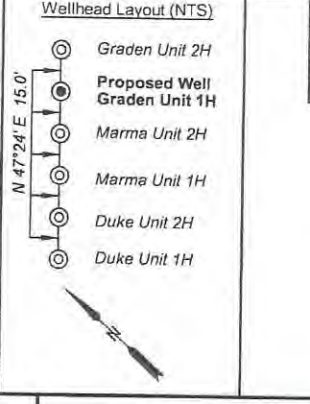 Wellhead Layout (NTS)
Graden Unit 2H
Proposed Well
Graden Unit 1H
Marma Unit 2H
Marma Unit 1H
Duke Unit 2H
Duke Unit 1H
N 47°24' E 15.0'
N